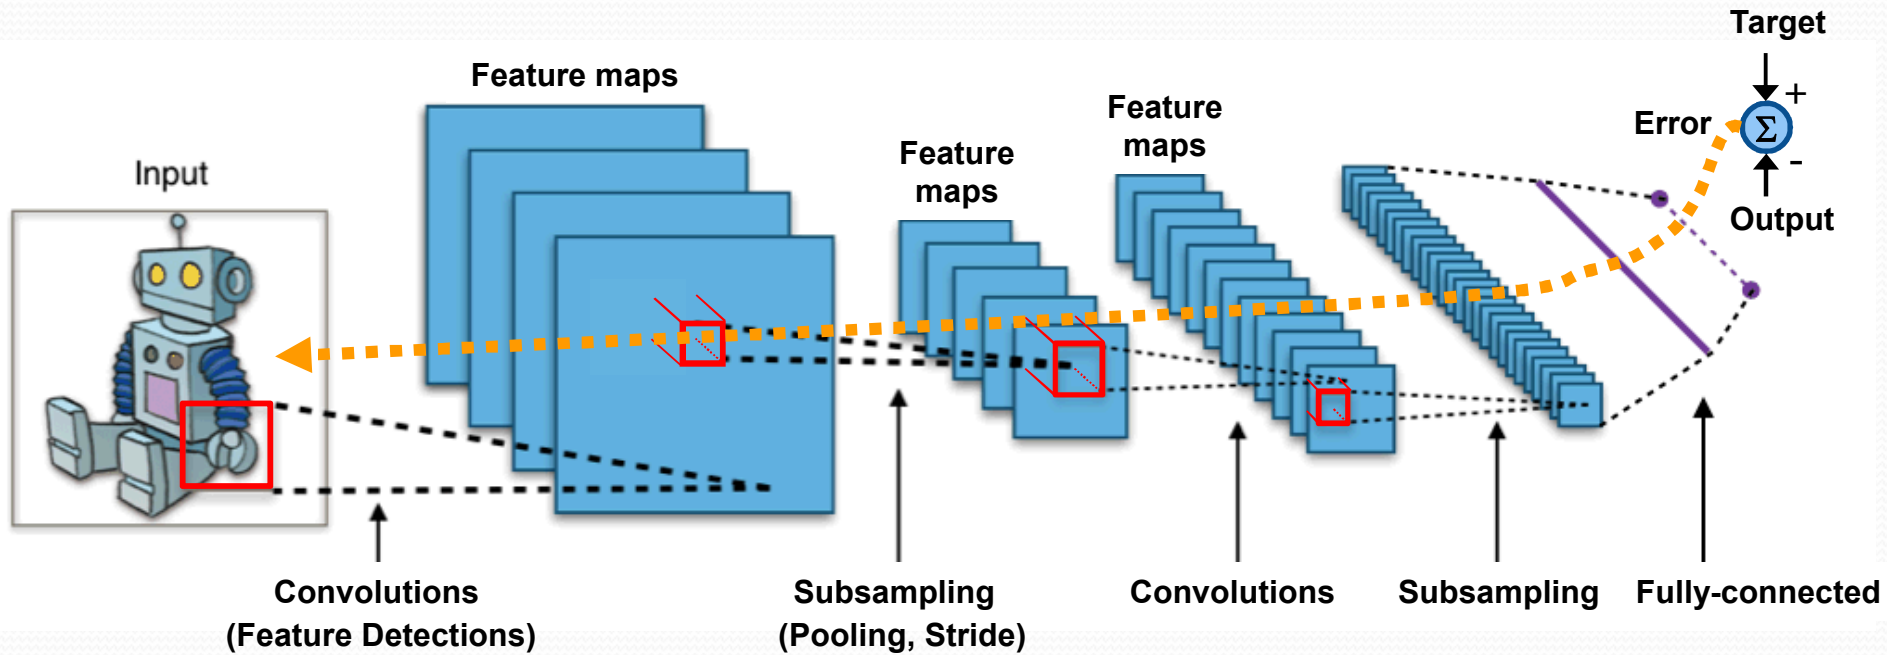 Target
+
Σ
-
Output
Error
Feature maps
Feature
maps
Feature
maps
Input
Convolutions
(Feature Detections)
Subsampling
(Pooling, Stride)
Convolutions
Subsampling
Fully-connected